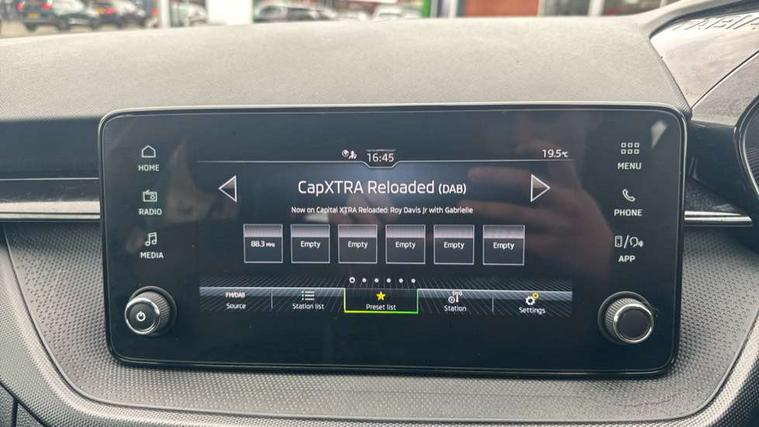 HOME
RADIO
MEDIA
16:45
19.5°C
CapXTRA Reloaded (DAB)
Now on Capital XTRA Reloaded: Roy Davis Jr with Gabrielle
88.3 MHz Empty Empty Empty Empty Empty
FM/DAB
Source Station list Preset list Station Settings
MENU
PHONE
APP